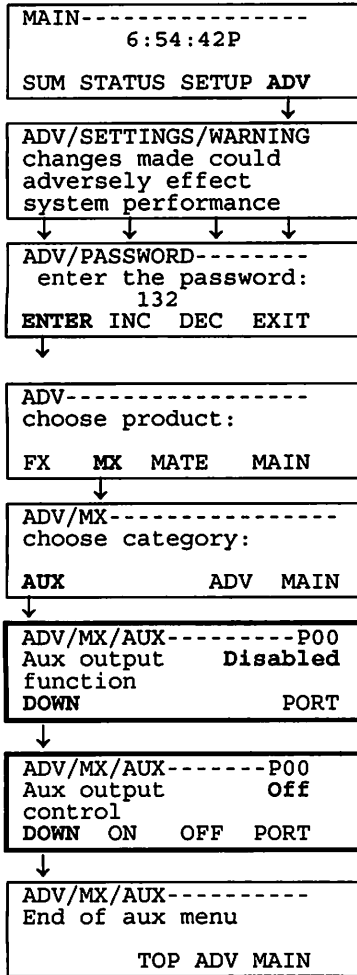 MAIN----------------
6:54:42P
SUM STATUS SETUP ADV
ADV/SETTINGS/WARNING
changes made could
adversely effect
system performance
ADV/PASSWORD--------
enter the password:
132
ENTER INC DEC EXIT
ADV-----------------
choose product:
FX MX MATE MAIN
ADV/MX-----------------
choose category:
AUX ADV MAIN
ADV/MX/AUX---------P00
Aux output Disabled
function
DOWN PORT
ADV/MX/AUX-------P00
Aux output Off
control
DOWN ON OFF PORT
ADV/MX/AUX----------
End of aux menu
TOP ADV MAIN